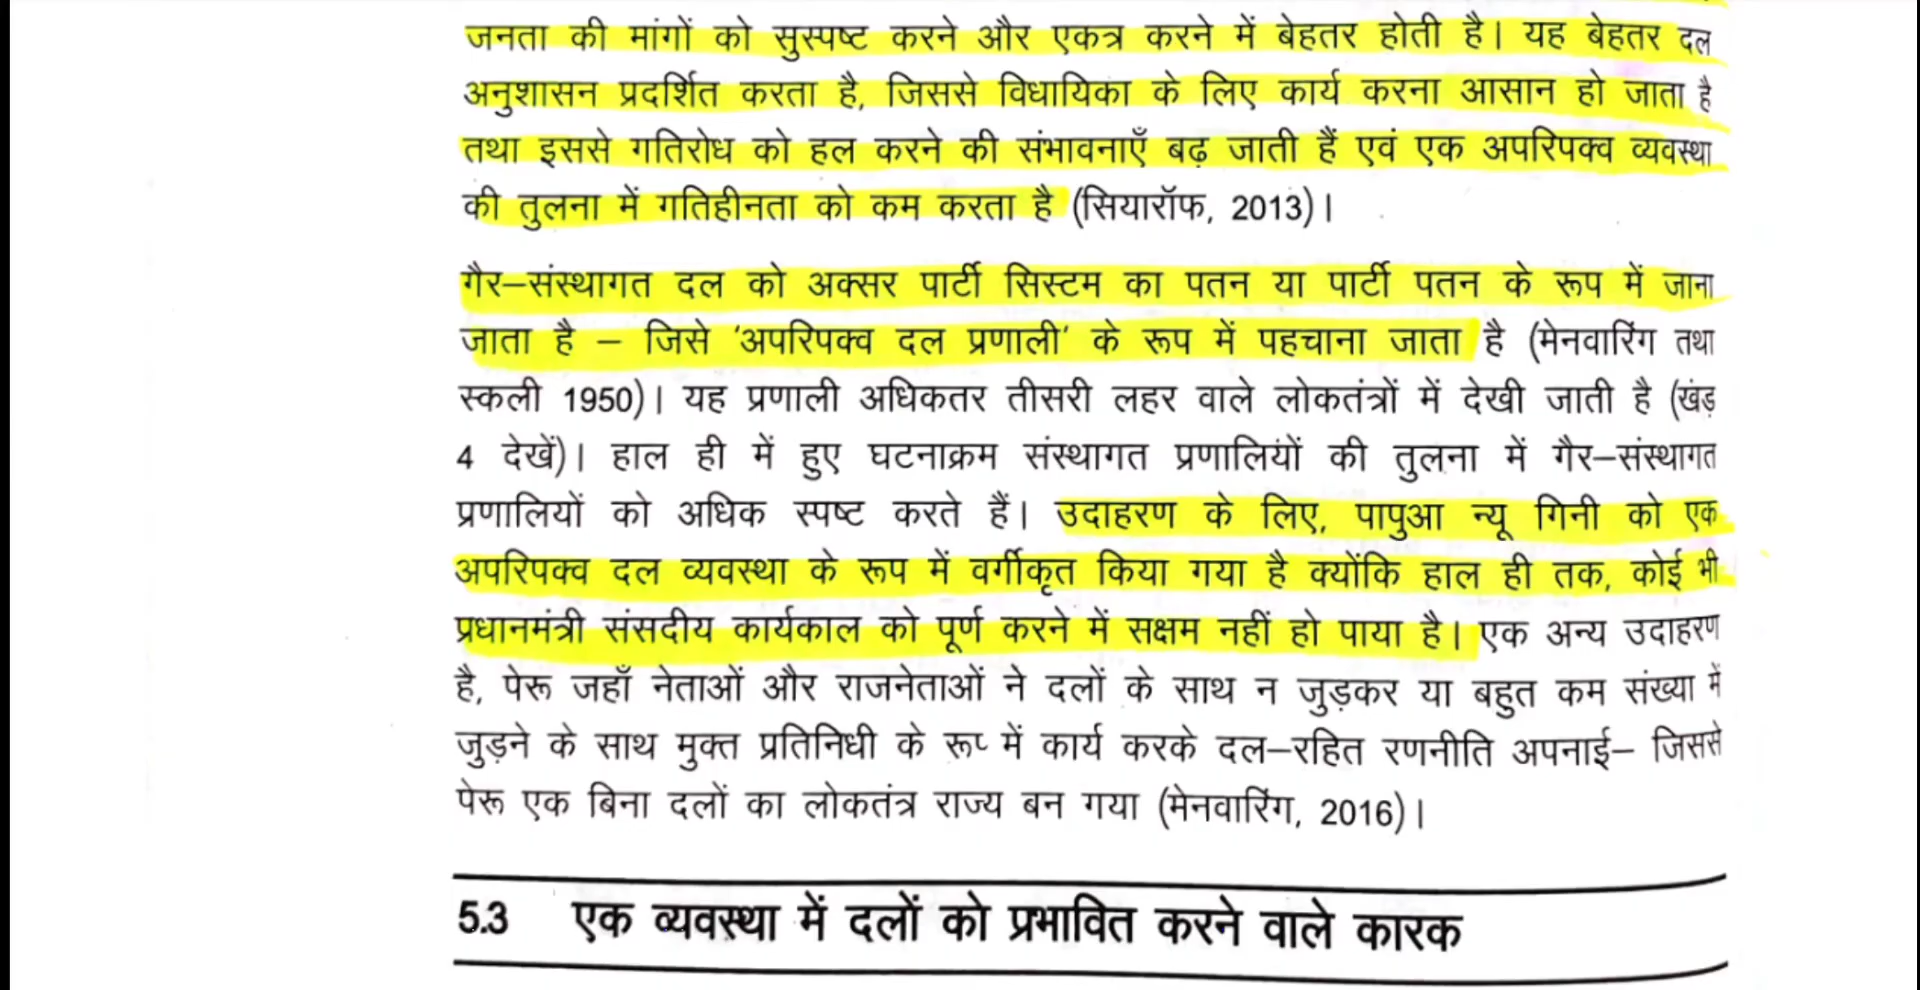 जनता की मांगों को सुस्पष्ट करने और एकत्र करने में बेहतर होती है। यह बेहतर दल
अनुशासन प्रदर्शित करता है, जिससे विधायिका के लिए कार्य करना आसान हो जाता है
तथा इससे गतिरोध को हल करने की संभावनाएँ बढ़ जाती हैं एवं एक अपरिपक्व व्यवस्था
की तुलना में गतिहीनता को कम करता है (सियारॉफ, 2013)।
गैर–संस्थागत दल को अक्सर पार्टी सिस्टम का पतन या पार्टी पतन के रूप में जाना
जाता है – जिसे 'अपरिपक्व दल प्रणाली' के रूप में पहचाना जाता है (मेनवारिंग तथा
स्कली 1950)। यह प्रणाली अधिकतर तीसरी लहर वाले लोकतंत्रों में देखी जाती है (खंड़
4 देखें)। हाल ही में हुए घटनाक्रम संस्थागत प्रणालियों की तुलना में गैर–संस्थागत
प्रणालियों को अधिक स्पष्ट करते हैं। उदाहरण के लिए, पापुआ न्यू गिनी को एक
अपरिपक्व दल व्यवस्था के रूप में वर्गीकृत किया गया है क्योंकि हाल ही तक, कोई भी
प्रधानमंत्री संसदीय कार्यकाल को पूर्ण करने में सक्षम नहीं हो पाया है। एक अन्य उदाहरण
है, पेरू जहाँ नेताओं और राजनेताओं ने दलों के साथ न जुड़कर या बहुत कम संख्या में
जुड़ने के साथ मुक्त प्रतिनिधी के रूप में कार्य करके दल–रहित रणनीति अपनाई– जिससे
पेरू एक बिना दलों का लोकतंत्र राज्य बन गया (मेनवारिंग, 2016)।
5.3 एक व्यवस्था में दलों को प्रभावित करने वाले कारक